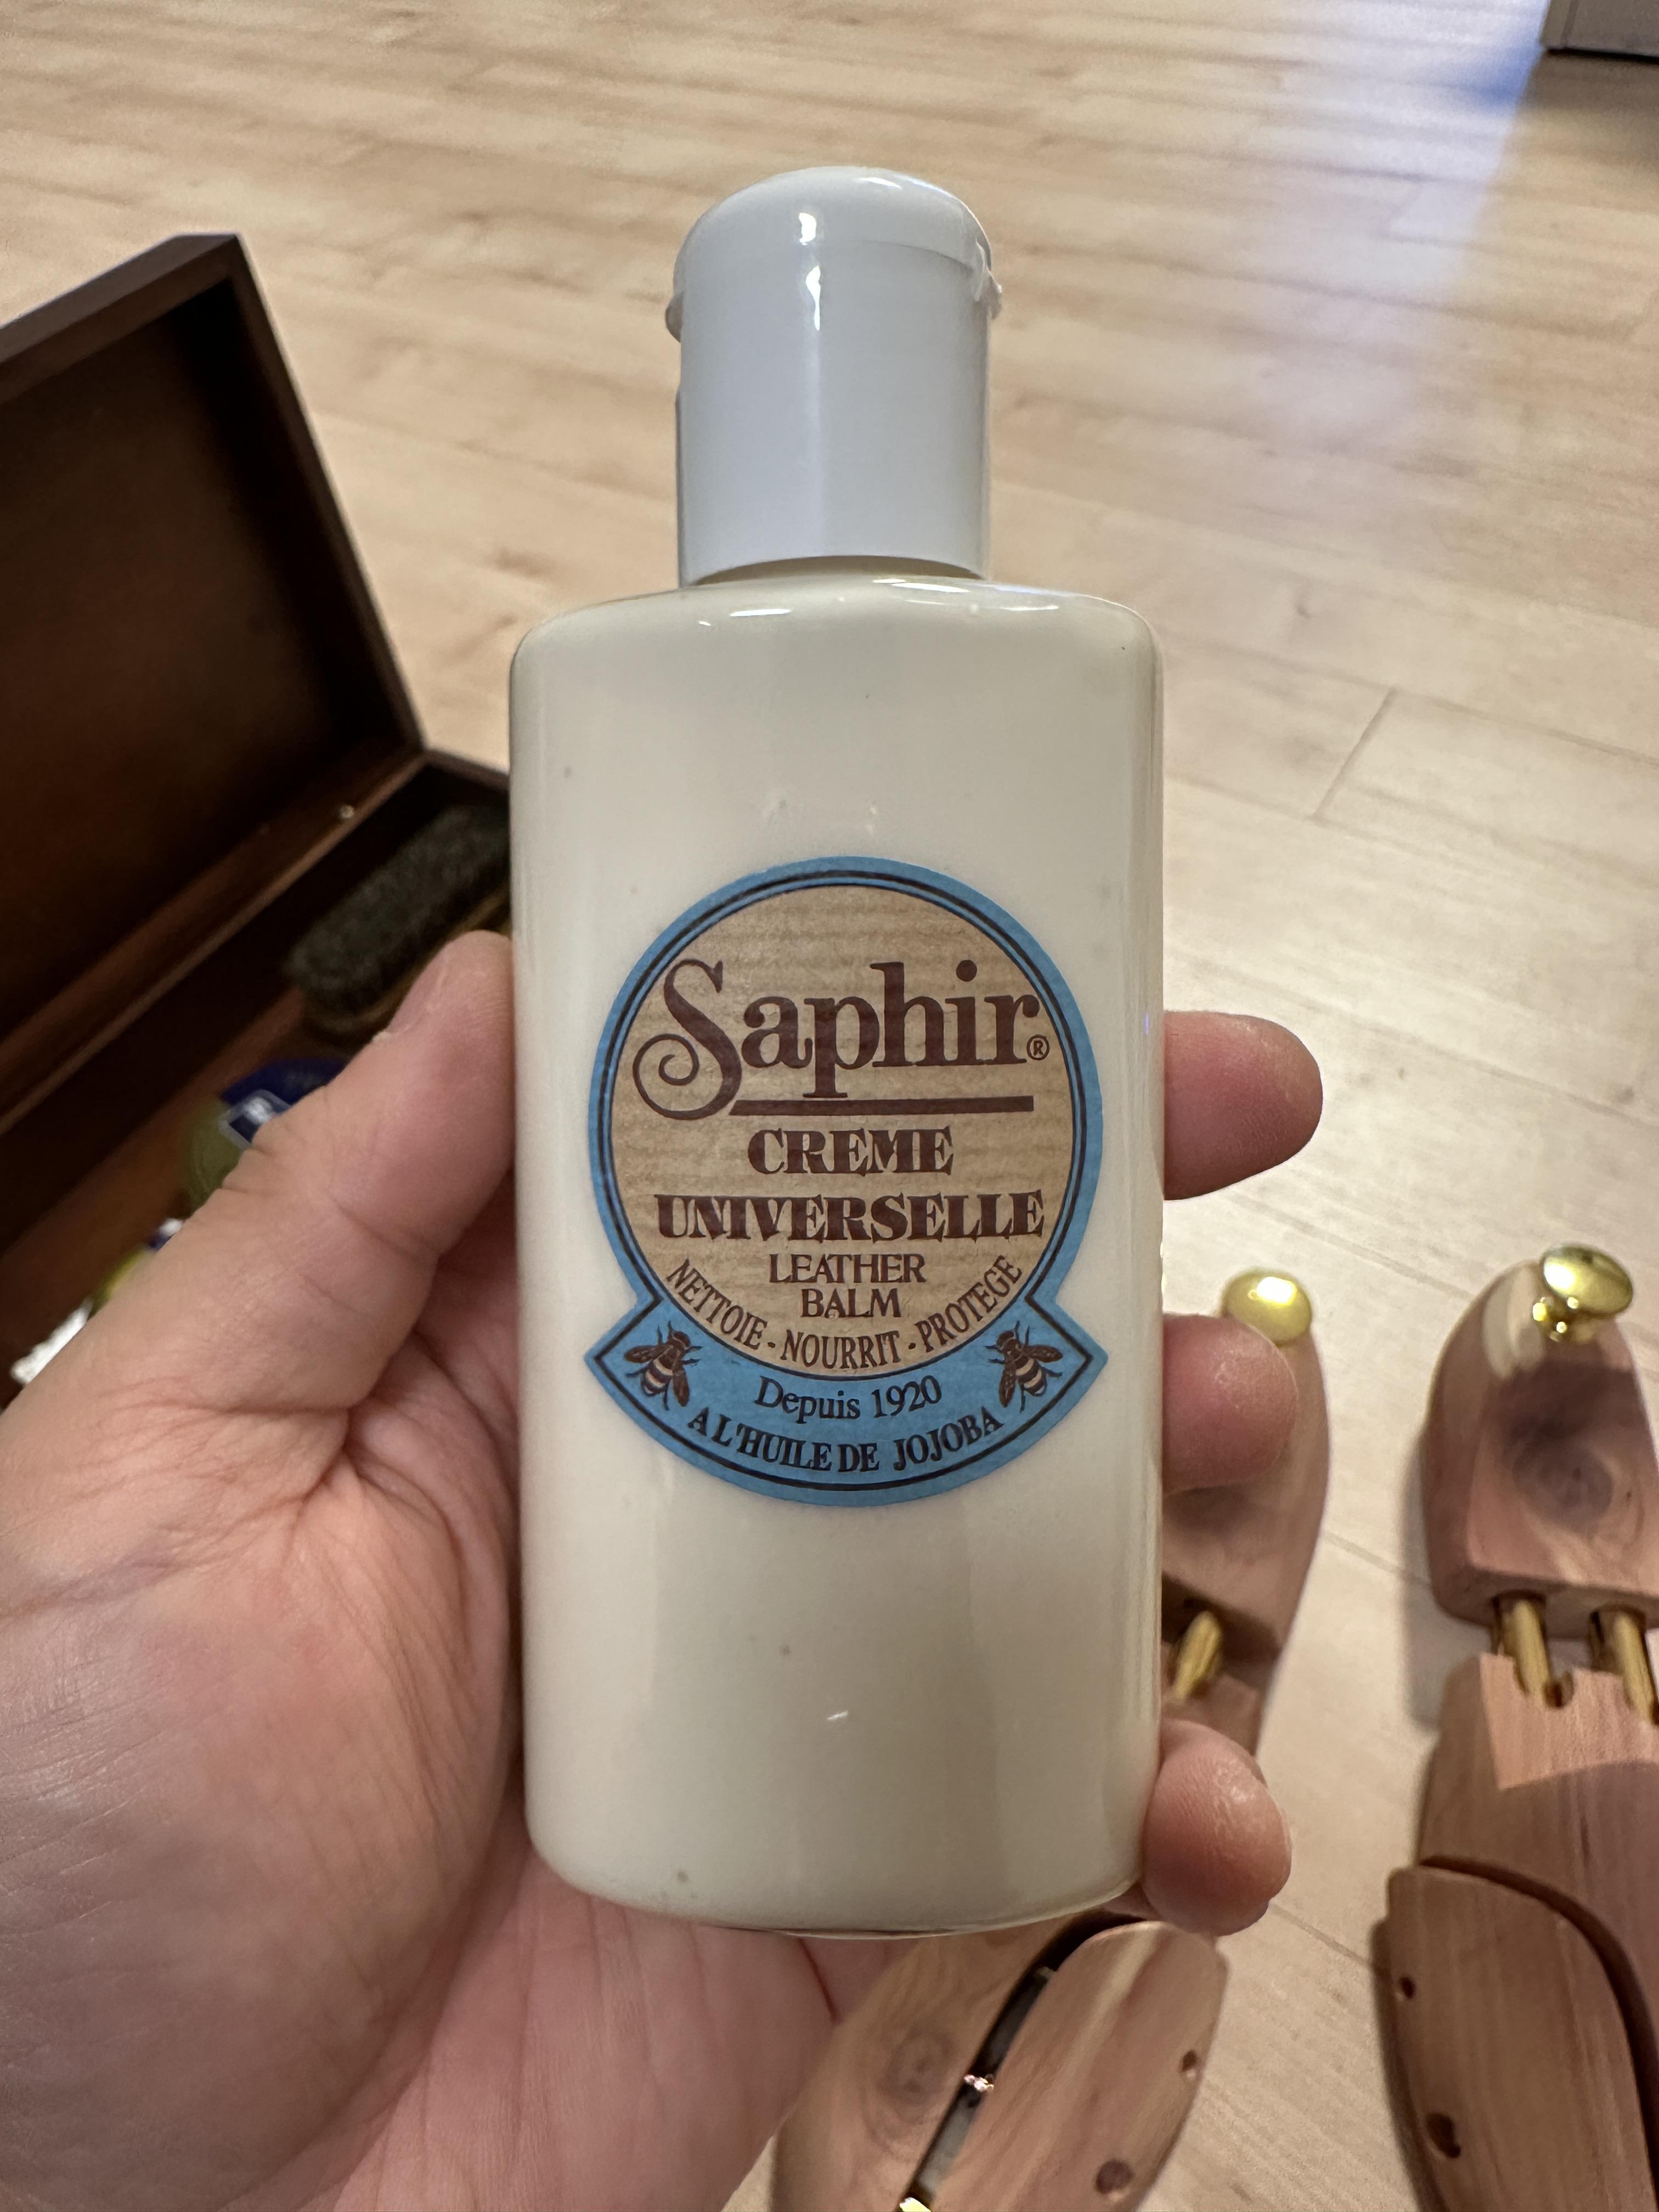 Saphir®
CREME
UNIVERSELLE
LEATHER
BALM
NETTOIE - NOURRIT - PROTEGE
Depuis 1920
A L'HUILE DE JOJOBA